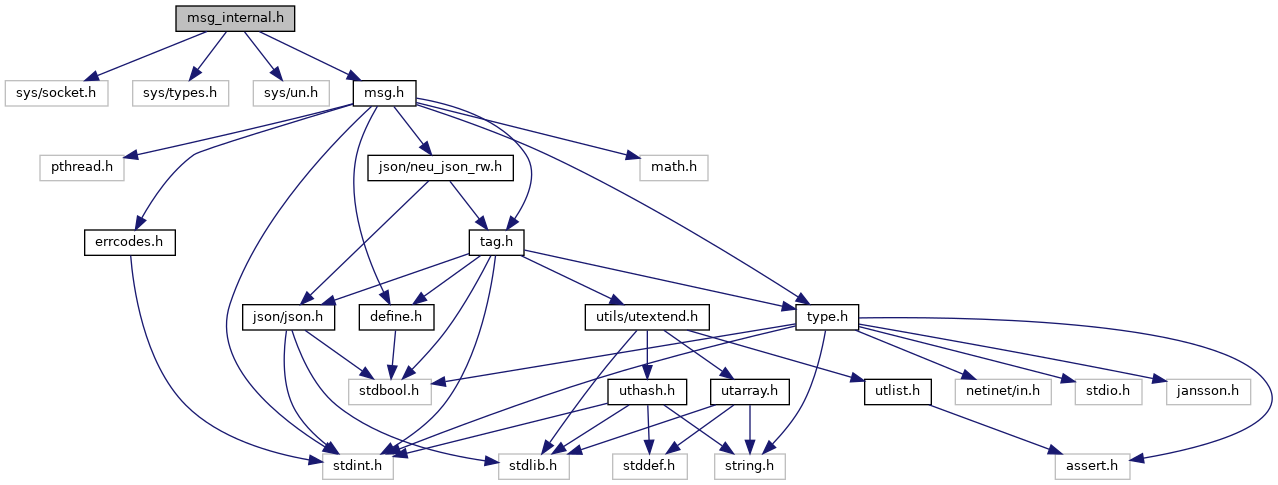 msg_internal.h
sys/socket.h
sys/types.h
sys/un.h
msg.h
pthread.h
json/neu_json_rw.h
math.h
errcodes.h
tag.h
json/json.h
define.h
utils/utextend.h
type.h
stdbool.h
uthash.h
utarray.h
utlist.h
netinet/in.h
stdio.h
jansson.h
stdint.h
stdlib.h
stddef.h
string.h
assert.h